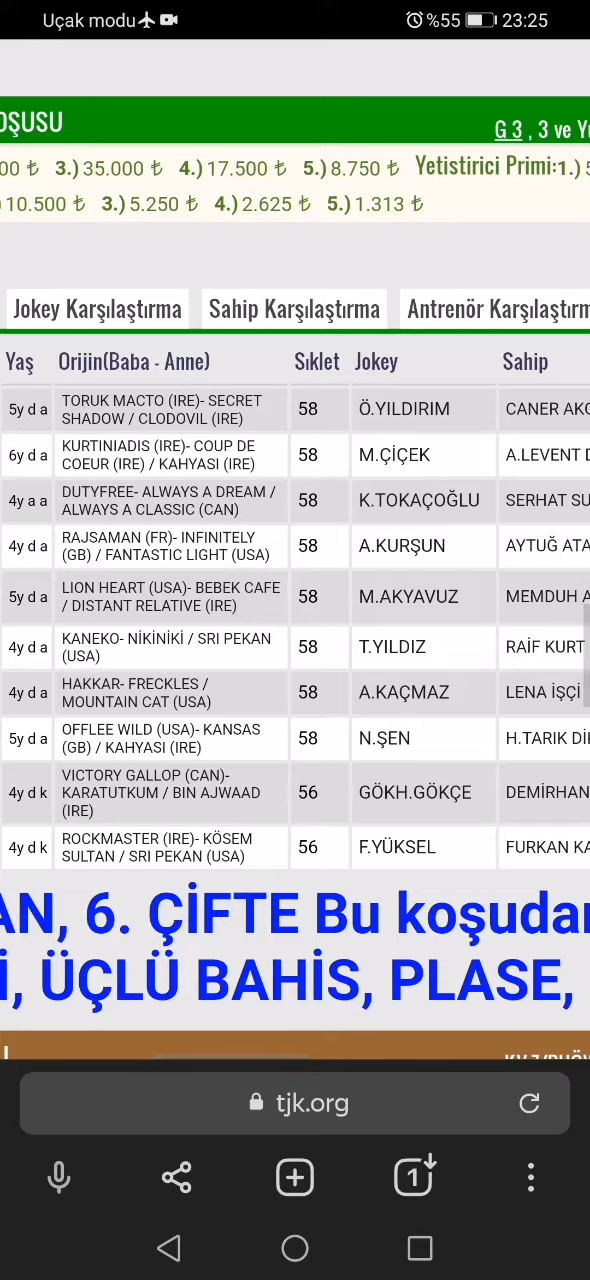 Uçak modu %55 23:25
OŞUSU
G 3 , 3 ve Y
00 ₺ 3.) 35.000 ₺ 4.) 17.500 ₺ 5.) 8.750 ₺ Yetistirici Primi:1.)
10.500 ₺ 3.) 5.250 ₺ 4.) 2.625 ₺ 5.) 1.313 ₺
Jokey Karşılaştırma Sahip Karşılaştırma Antrenör Karşılaştırm
Yaş Orijin(Baba - Anne) Sıklet Jokey Sahip
5y d a TORUK MACTO (IRE)- SECRET
SHADOW / CLODOVIL (IRE) 58 Ö.YILDIRIM CANER AK
6y d a KURTINIADIS (IRE)- COUP DE
COEUR (IRE) / KAHYASI (IRE) 58 M.ÇİÇEK A.LEVENT
4y a a DUTYFREE- ALWAYS A DREAM /
ALWAYS A CLASSIC (CAN) 58 K.TOKAÇOĞLU SERHAT SU
4y d a RAJSAMAN (FR)- INFINITELY
(GB) / FANTASTIC LIGHT (USA) 58 A.KURŞUN AYTUĞ ATA
5y d a LION HEART (USA)- BEBEK CAFE
/ DISTANT RELATIVE (IRE) 58 M.AKYAVUZ MEMDUH A
4y d a KANEKO- NİKİNİKİ / SRI PEKAN
(USA) 58 T.YILDIZ RAİF KURT
4y d a HAKKAR- FRECKLES /
MOUNTAIN CAT (USA) 58 A.KAÇMAZ LENA İŞÇİ
5y d a OFFLEE WILD (USA)- KANSAS
(GB) / KAHYASI (IRE) 58 N.ŞEN H.TARIK Dİ
4y d k VICTORY GALLOP (CAN)-
KARATUTKUM / BIN AJWAAD
(IRE) 56 GÖKH.GÖKÇE DEMİRHAN
4y d k ROCKMASTER (IRE)- KÖSEM
SULTAN / SRI PEKAN (USA) 56 F.YÜKSEL FURKAN KA
AN, 6. ÇİFTE Bu koşudan
İ, ÜÇLÜ BAHİS, PLASE,
tjk.org
1